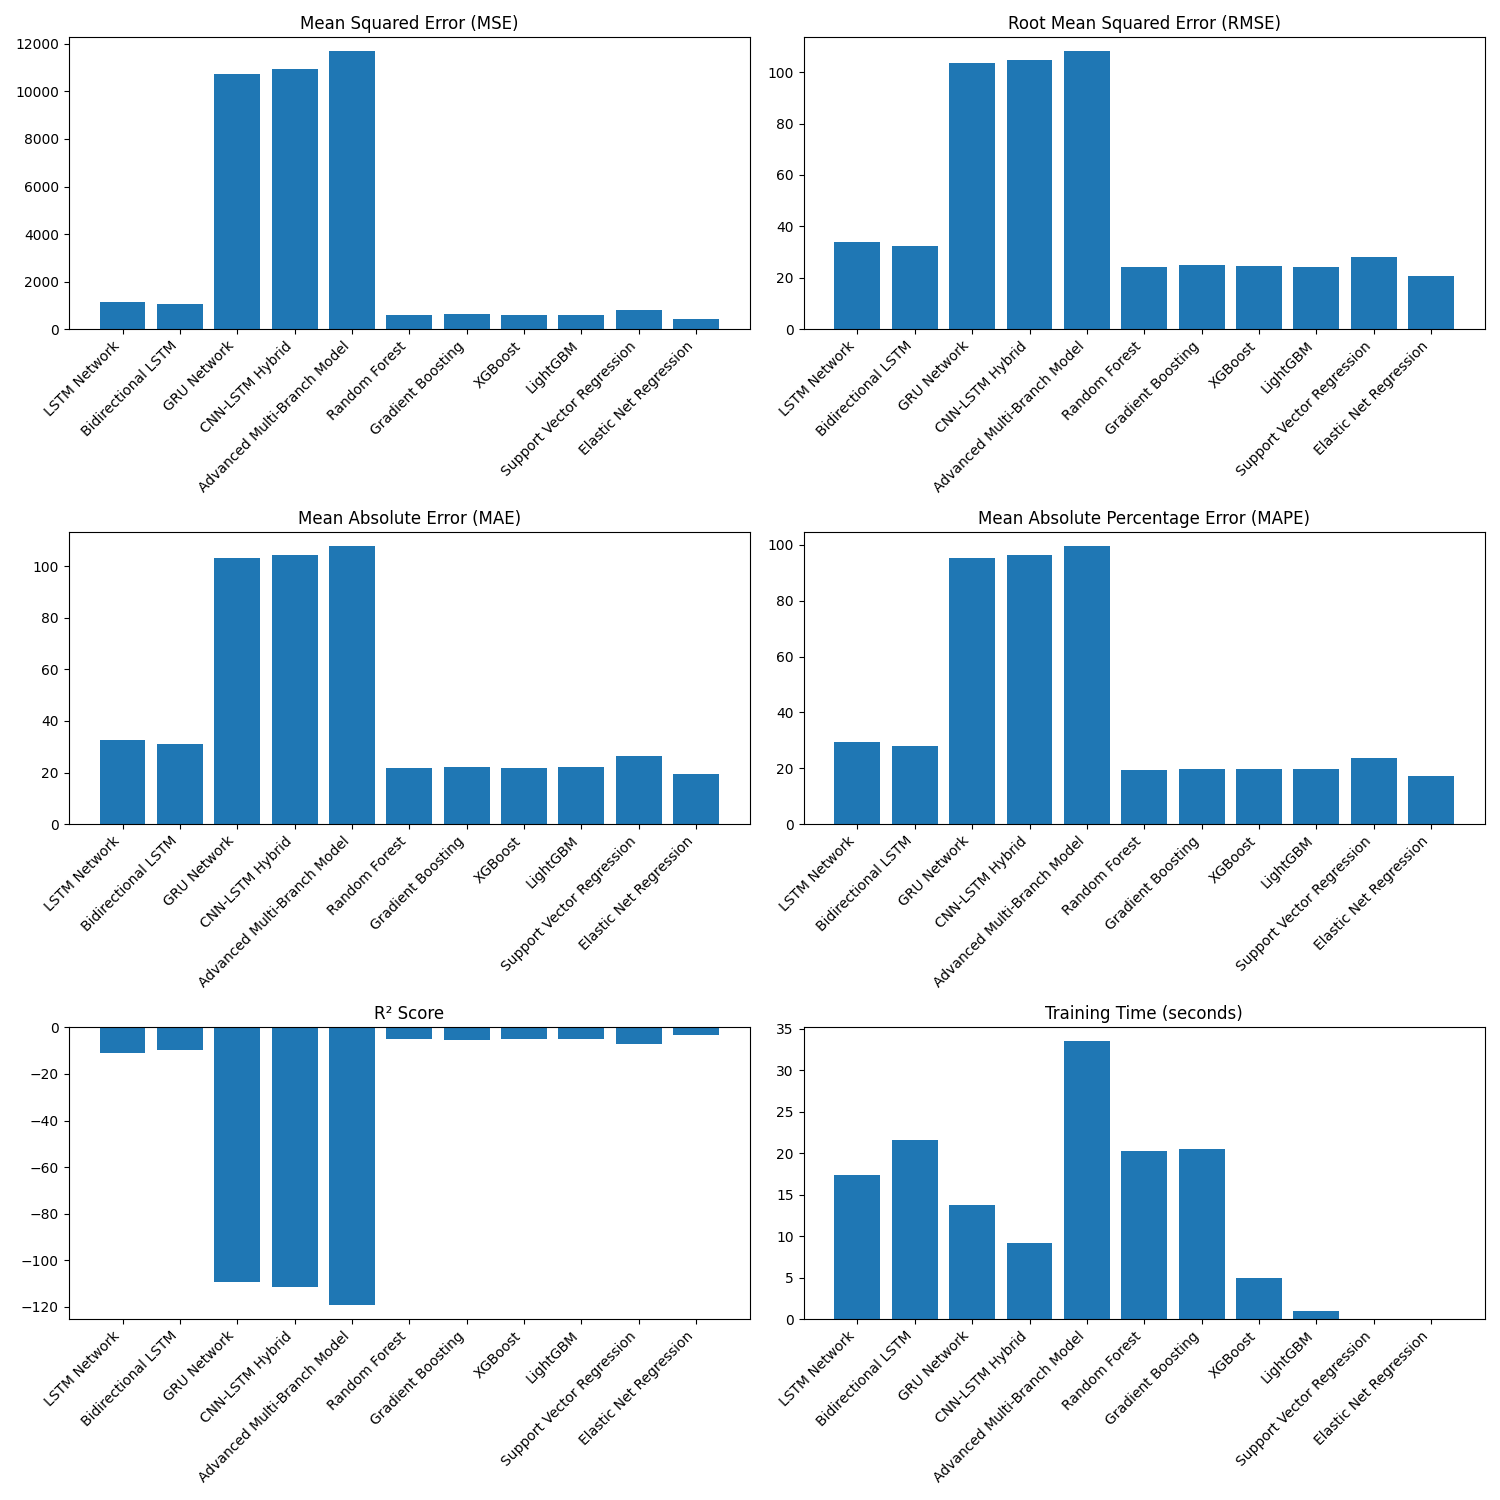 Mean Squared Error (MSE)
12000
10000
8000
6000
4000
2000
0
LSTM Network
Bidirectional LSTM
GRU Network
CNN-LSTM Hybrid
Advanced Multi-Branch Model
Random Forest
Gradient Boosting
XGBoost
LightGBM
Support Vector Regression
Elastic Net Regression
Root Mean Squared Error (RMSE)
100
80
60
40
20
0
LSTM Network
Bidirectional LSTM
GRU Network
CNN-LSTM Hybrid
Advanced Multi-Branch Model
Random Forest
Gradient Boosting
XGBoost
LightGBM
Support Vector Regression
Elastic Net Regression
Mean Absolute Error (MAE)
100
80
60
40
20
0
LSTM Network
Bidirectional LSTM
GRU Network
CNN-LSTM Hybrid
Advanced Multi-Branch Model
Random Forest
Gradient Boosting
XGBoost
LightGBM
Support Vector Regression
Elastic Net Regression
Mean Absolute Percentage Error (MAPE)
100
80
60
40
20
0
LSTM Network
Bidirectional LSTM
GRU Network
CNN-LSTM Hybrid
Advanced Multi-Branch Model
Random Forest
Gradient Boosting
XGBoost
LightGBM
Support Vector Regression
Elastic Net Regression
R² Score
0
−20
−40
−60
−80
−100
−120
LSTM Network
Bidirectional LSTM
GRU Network
CNN-LSTM Hybrid
Advanced Multi-Branch Model
Random Forest
Gradient Boosting
XGBoost
LightGBM
Support Vector Regression
Elastic Net Regression
Training Time (seconds)
35
30
25
20
15
10
5
0
LSTM Network
Bidirectional LSTM
GRU Network
CNN-LSTM Hybrid
Advanced Multi-Branch Model
Random Forest
Gradient Boosting
XGBoost
LightGBM
Support Vector Regression
Elastic Net Regression